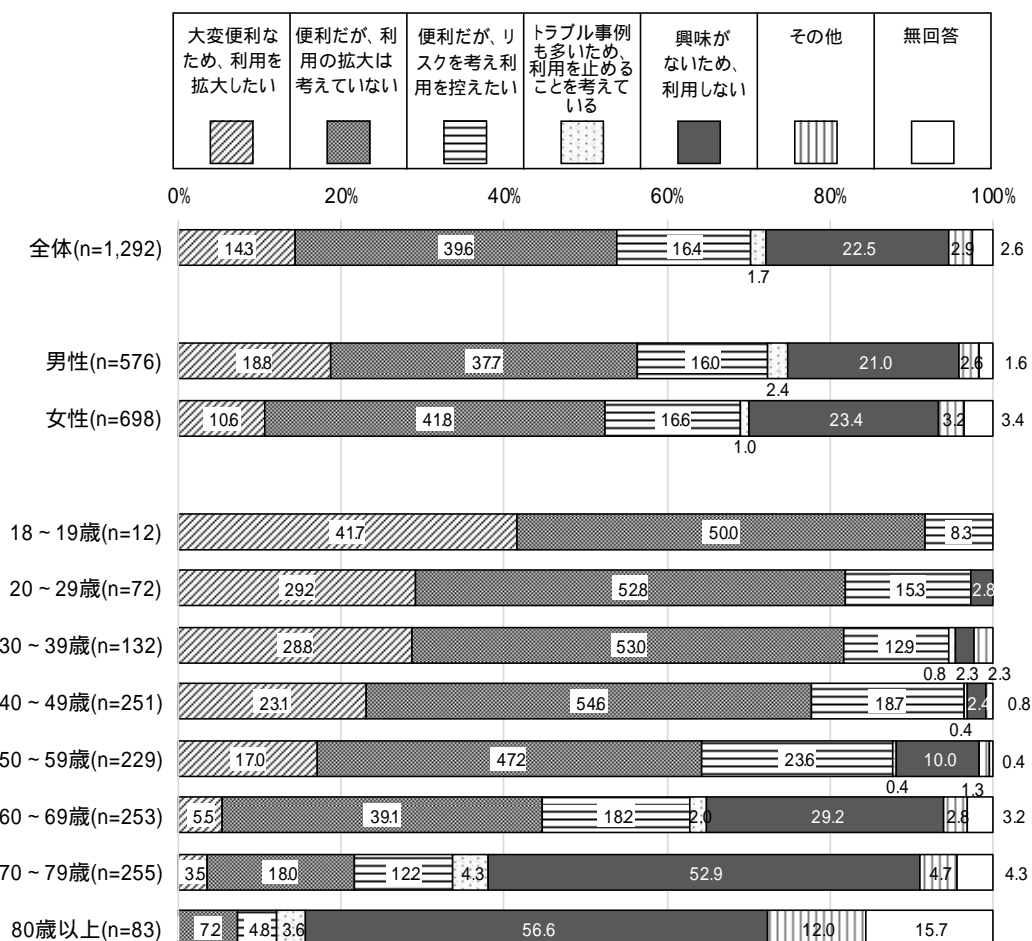 大変便利な
ため、利用を
拡大したい
便利だが、利
用の拡大は
考えていない
便利だが、リ
スクを考え利
用を控えたい
トラブル事例
も多いため、
利用を止める
ことを考えて
いる
興味が
ないため、
利用しない
その他
無回答
0% 20% 40% 60% 80% 100%
全体(n=1,292) 14.3 39.6 16.4 1.7 22.5 2.9 2.6
男性(n=576) 18.8 37.7 16.0 2.4 21.0 2.6 1.6
女性(n=698) 10.6 41.8 16.6 1.0 23.4 3.2 3.4
18~19歳(n=12) 41.7 50.0 8.3
20~29歳(n=72) 29.2 52.8 15.3 2.8
30~39歳(n=132) 28.8 53.0 12.9 0.8 2.3 2.3
40~49歳(n=251) 23.1 54.6 18.7 0.4 2.4 0.8
50~59歳(n=229) 17.0 47.2 23.6 0.4 10.0 1.3 0.4
60~69歳(n=253) 5.5 39.1 18.2 2.0 29.2 2.8 3.2
70~79歳(n=255) 3.5 18.0 12.2 4.3 52.9 4.7 4.3
80歳以上(n=83) 7.2 4.8 3.6 56.6 12.0 15.7